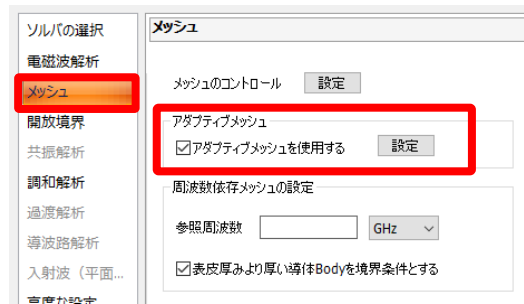 ソルバの選択
電磁波解析
メッシュ
開放境界
共振解析
調和解析
過渡解析
導波路解析
入射波（平面...
高度な設定
メッシュ
メッシュのコントロール 設定
アダプティブメッシュ
アダプティブメッシュを使用する 設定
周波数依存メッシュの設定
参照周波数 GHz
表皮厚みより厚い導体Bodyを境界条件とする